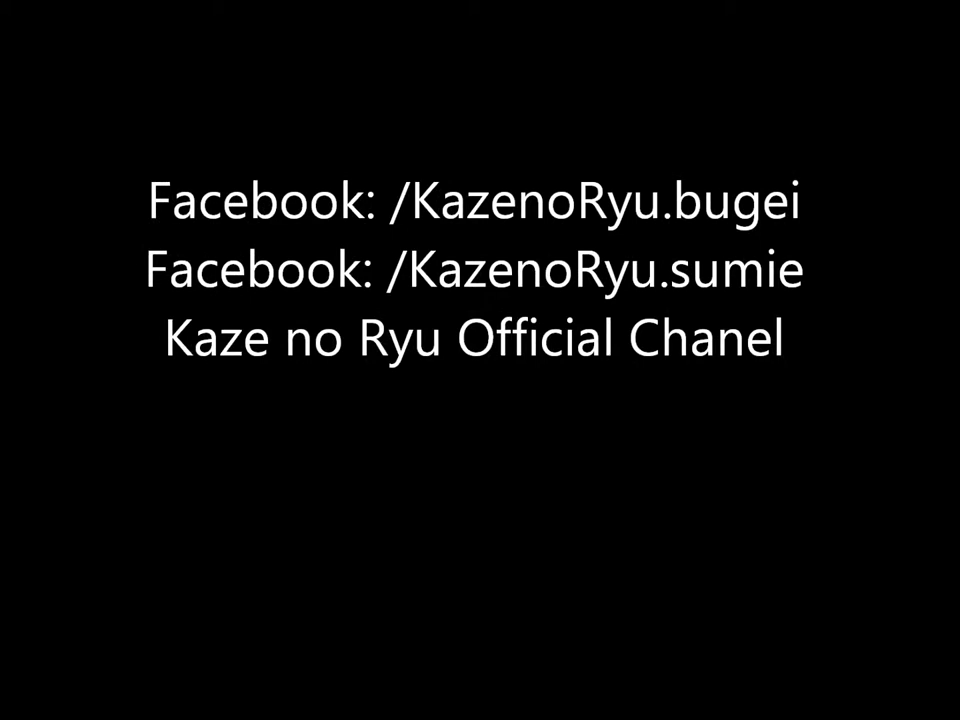 Facebook: /KazenoRyu.bugei
Facebook: /KazenoRyu.sumie
Kaze no Ryu Official Chanel